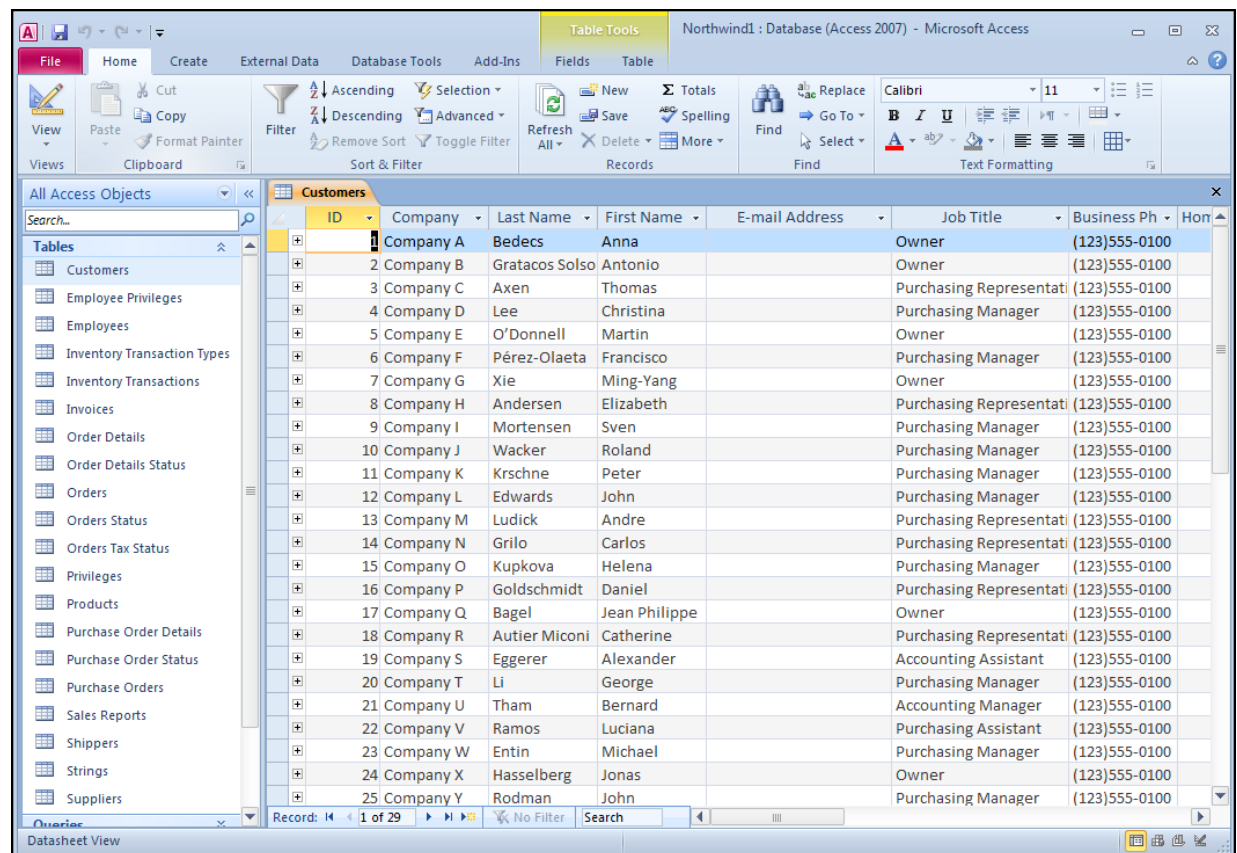 Table Tools Northwind1 : Database (Access 2007) - Microsoft Access
File Home Create External Data Database Tools Add-Ins Fields Table
View
Views
Paste
Cut
Copy
Format Painter
Clipboard
Filter
Ascending
Descending
Remove Sort
Selection
Advanced
Toggle Filter
Sort & Filter
Refresh
All
New
Save
Delete
Totals
Spelling
More
Records
Find
Replace
Go To
Select
Find
Calibri 11
B I U
Text Formatting
All Access Objects
Search...
Tables
Customers
Employee Privileges
Employees
Inventory Transaction Types
Inventory Transactions
Invoices
Order Details
Order Details Status
Orders
Orders Status
Orders Tax Status
Privileges
Products
Purchase Order Details
Purchase Order Status
Purchase Orders
Sales Reports
Shippers
Strings
Suppliers
Queries
Customers
ID Company Last Name First Name E-mail Address Job Title Business Ph Hom
1 Company A Bedecs Anna Owner (123)555-0100
2 Company B Gratacos Solso Antonio Owner (123)555-0100
3 Company C Axen Thomas Purchasing Representati (123)555-0100
4 Company D Lee Christina Purchasing Manager (123)555-0100
5 Company E O’Donnell Martin Owner (123)555-0100
6 Company F Pérez-Olaeta Francisco Purchasing Manager (123)555-0100
7 Company G Xie Ming-Yang Owner (123)555-0100
8 Company H Andersen Elizabeth Purchasing Representati (123)555-0100
9 Company I Mortensen Sven Purchasing Manager (123)555-0100
10 Company J Wacker Roland Purchasing Manager (123)555-0100
11 Company K Krschne Peter Purchasing Manager (123)555-0100
12 Company L Edwards John Purchasing Manager (123)555-0100
13 Company M Ludick Andre Purchasing Representati (123)555-0100
14 Company N Grilo Carlos Purchasing Representati (123)555-0100
15 Company O Kupkova Helena Purchasing Manager (123)555-0100
16 Company P Goldschmidt Daniel Purchasing Representati (123)555-0100
17 Company Q Bagel Jean Philippe Owner (123)555-0100
18 Company R Autier Miconi Catherine Purchasing Representati (123)555-0100
19 Company S Eggerer Alexander Accounting Assistant (123)555-0100
20 Company T Li George Purchasing Manager (123)555-0100
21 Company U Tham Bernard Accounting Manager (123)555-0100
22 Company V Ramos Luciana Purchasing Assistant (123)555-0100
23 Company W Entin Michael Purchasing Manager (123)555-0100
24 Company X Hasselberg Jonas Owner (123)555-0100
25 Company Y Rodman John Purchasing Manager (123)555-0100
Record: 1 of 29 No Filter Search
Datasheet View